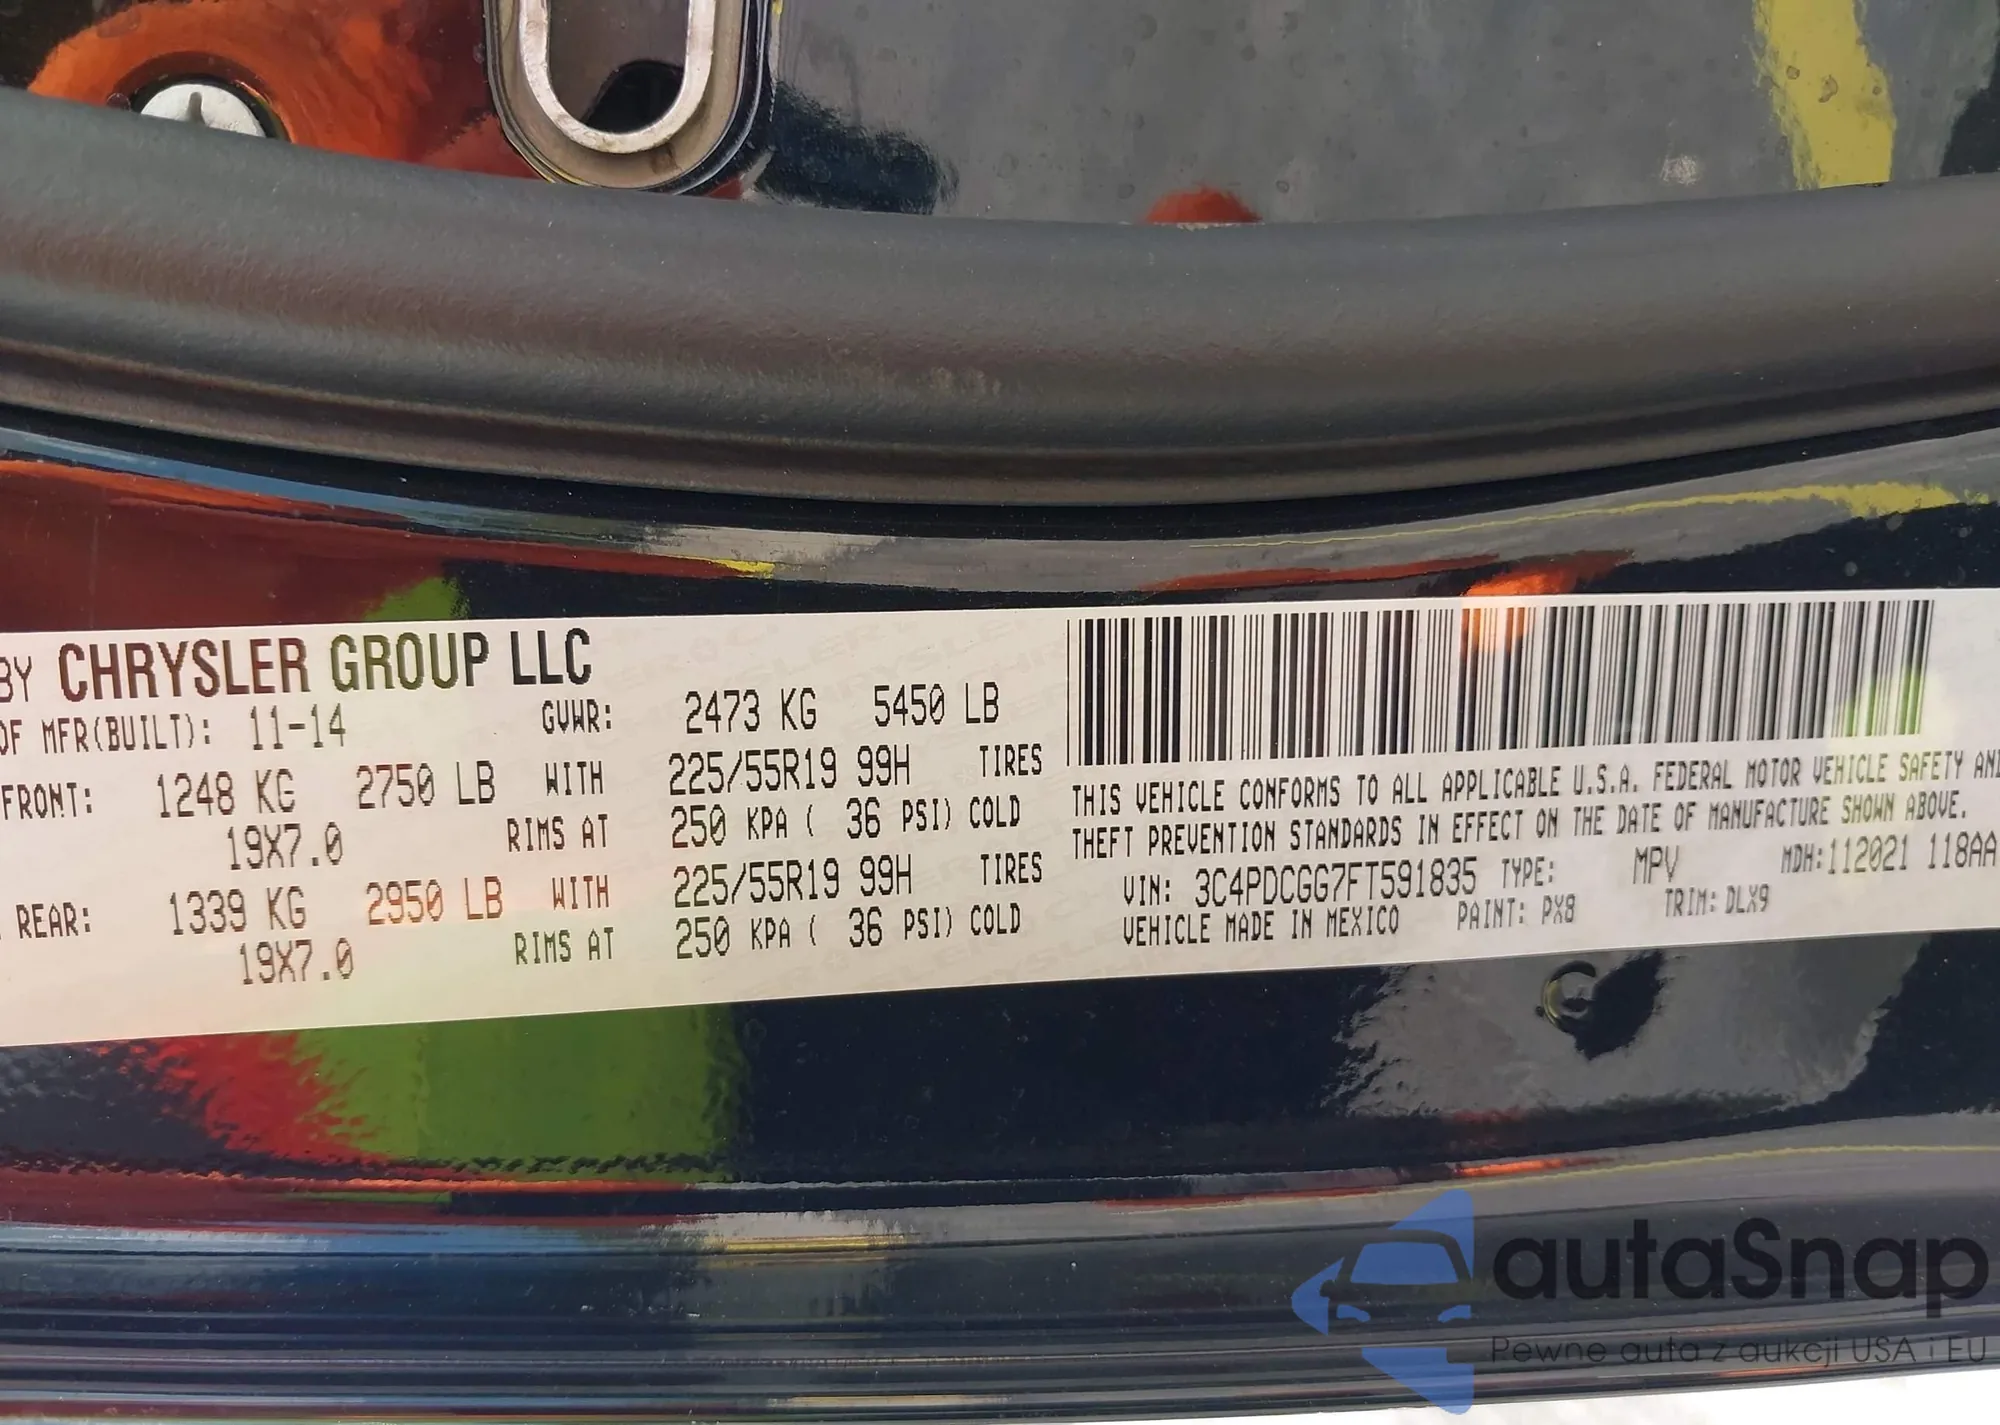 BY CHRYSLER GROUP LLC
OF MFR(BUILT): 11-14 GVWR: 2473 KG 5450 LB
FRONT: 1248 KG 2750 LB WITH 225/55R19 99H TIRES
19X7.0 RIMS AT 250 KPA ( 36 PSI) COLD
REAR: 1339 KG 2950 LB WITH 225/55R19 99H TIRES
19X7.0 RIMS AT 250 KPA ( 36 PSI) COLD
THIS VEHICLE CONFORMS TO ALL APPLICABLE U.S.A. FEDERAL MOTOR VEHICLE SAFETY AND
THEFT PREVENTION STANDARDS IN EFFECT ON THE DATE OF MANUFACTURE SHOWN ABOVE.
VIN: 3C4PDCGG7FT591835 TYPE: MPV MDH:112021 118AA
VEHICLE MADE IN MEXICO PAINT: PX8 TRIM: DLX9
autaSnap
Pewne auta z aukcji USA i EU